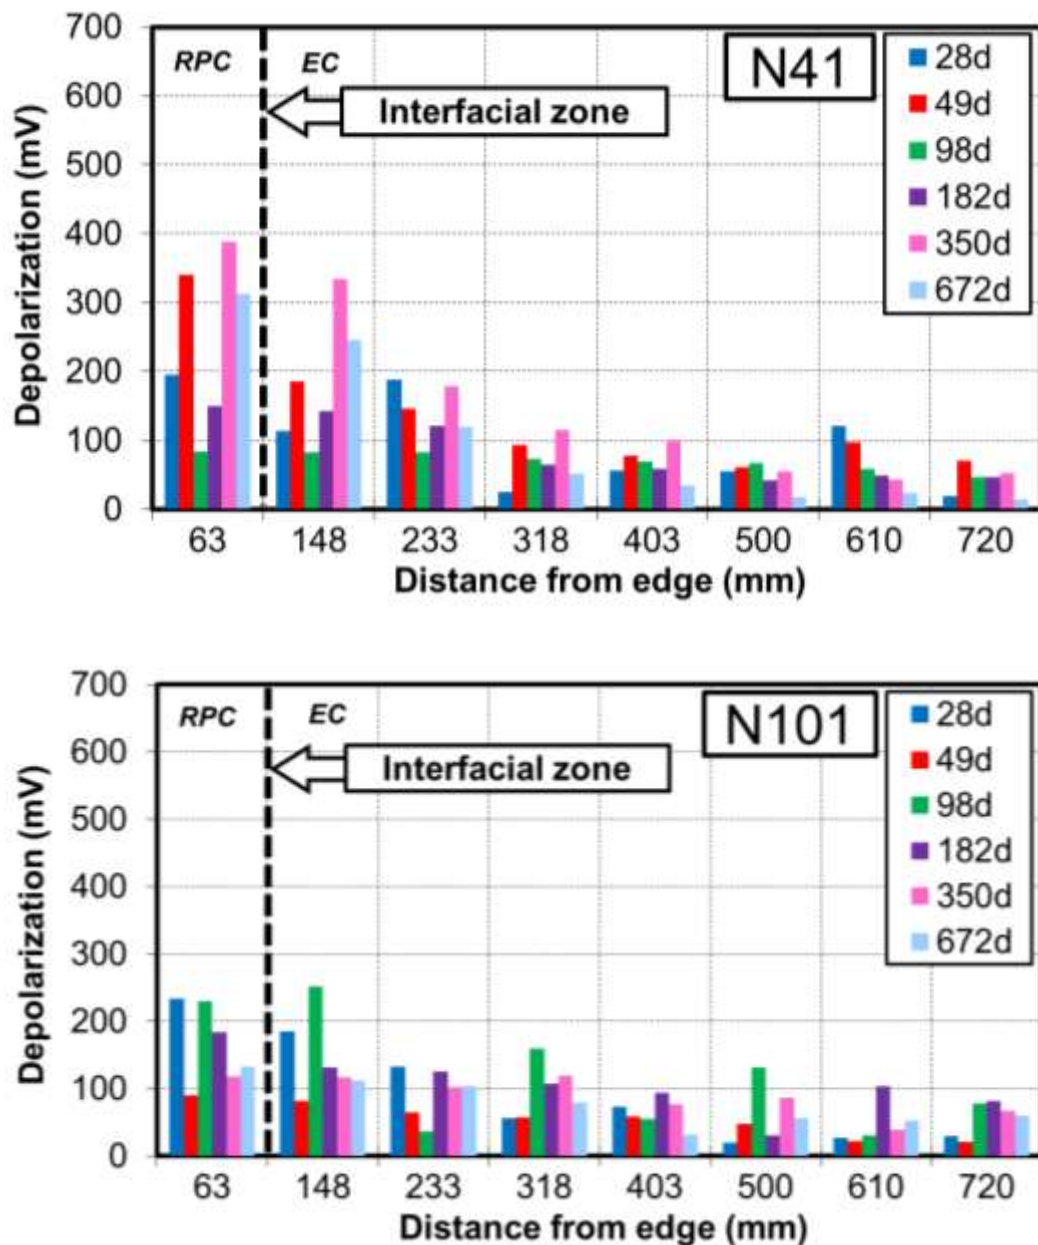 700
600
500
400
300
200
100
0
Depolarization (mV)
RPC
EC
Interfacial zone
N41
28d
49d
98d
182d
350d
672d
63 148 233 318 403 500 610 720
Distance from edge (mm)
700
600
500
400
300
200
100
0
Depolarization (mV)
RPC
EC
Interfacial zone
N101
28d
49d
98d
182d
350d
672d
63 148 233 318 403 500 610 720
Distance from edge (mm)